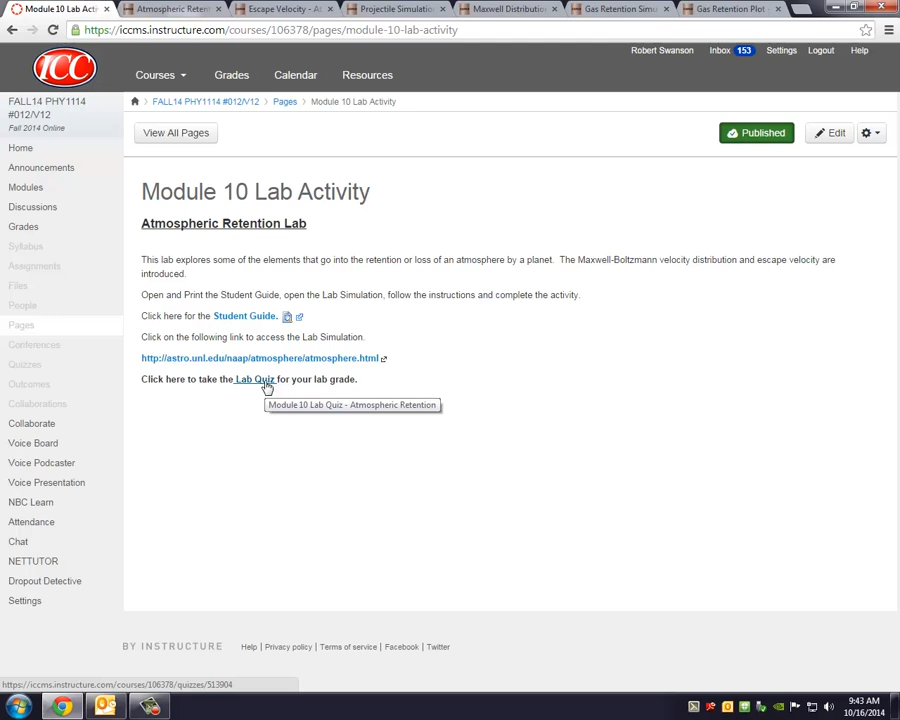 Module 10 Lab Acti
Atmospheric Retent
Escape Velocity - At
Projectile Simulation
Maxwell Distribution
Gas Retention Simu
Gas Retention Plot -
https://iccms.instructure.com/courses/106378/pages/module-10-lab-activity
Robert Swanson Inbox 153 Settings Logout Help
ICC
Courses Grades Calendar Resources
FALL14 PHY1114 #012/V12
Fall 2014 Online
FALL14 PHY1114 #012/V12 Pages Module 10 Lab Activity
View All Pages Published Edit
Home
Announcements
Modules
Discussions
Grades
Syllabus
Assignments
Files
People
Pages
Conferences
Quizzes
Outcomes
Collaborations
Collaborate
Voice Board
Voice Podcaster
Voice Presentation
NBC Learn
Attendance
Chat
NETTUTOR
Dropout Detective
Settings
Module 10 Lab Activity
Atmospheric Retention Lab
This lab explores some of the elements that go into the retention or loss of an atmosphere by a planet. The Maxwell-Boltzmann velocity distribution and escape velocity are
introduced.
Open and Print the Student Guide, open the Lab Simulation, follow the instructions and complete the activity.
Click here for the Student Guide.
Click on the following link to access the Lab Simulation.
http://astro.unl.edu/naap/atmosphere/atmosphere.html
Click here to take the Lab Quiz for your lab grade.
Module 10 Lab Quiz - Atmospheric Retention
BY INSTRUCTURE Help Privacy policy Terms of service Facebook Twitter
https://iccms.instructure.com/courses/106378/quizzes/513904
9:43 AM
10/16/2014